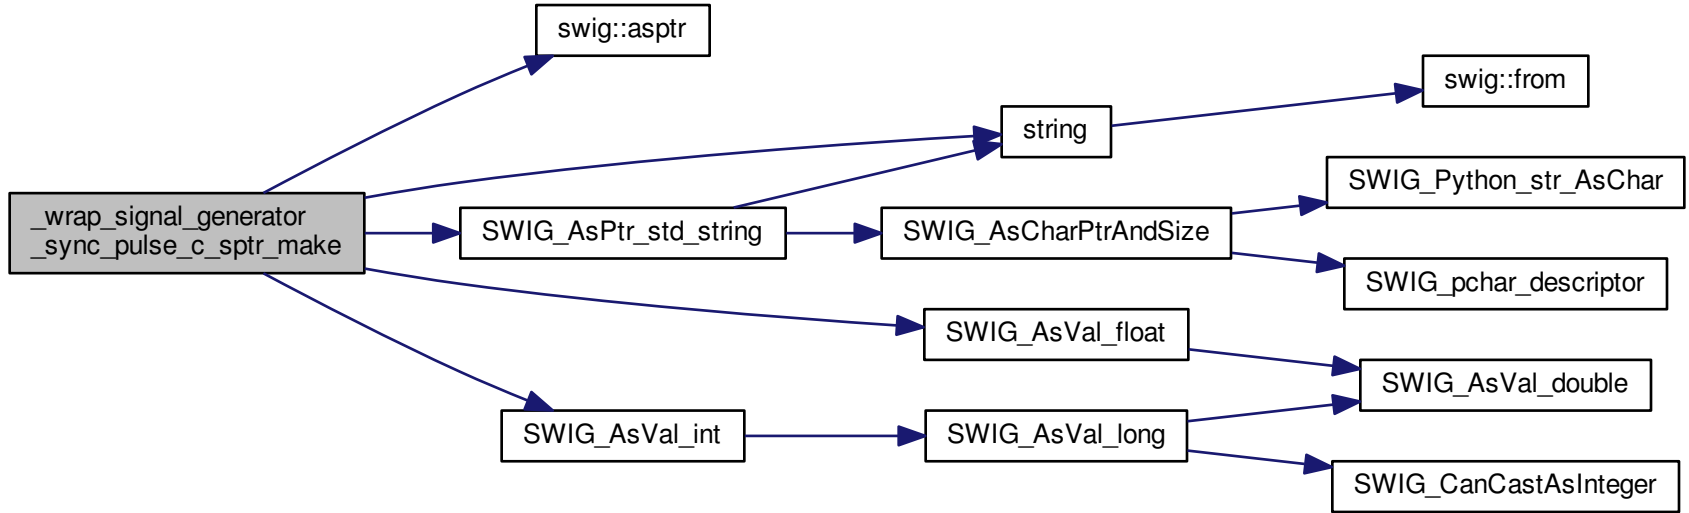 swig::asptr
swig::from
string
SWIG_Python_str_AsChar
_wrap_signal_generator
_sync_pulse_c_sptr_make
SWIG_AsPtr_std_string
SWIG_AsCharPtrAndSize
SWIG_pchar_descriptor
SWIG_AsVal_float
SWIG_AsVal_double
SWIG_AsVal_int
SWIG_AsVal_long
SWIG_CanCastAsInteger